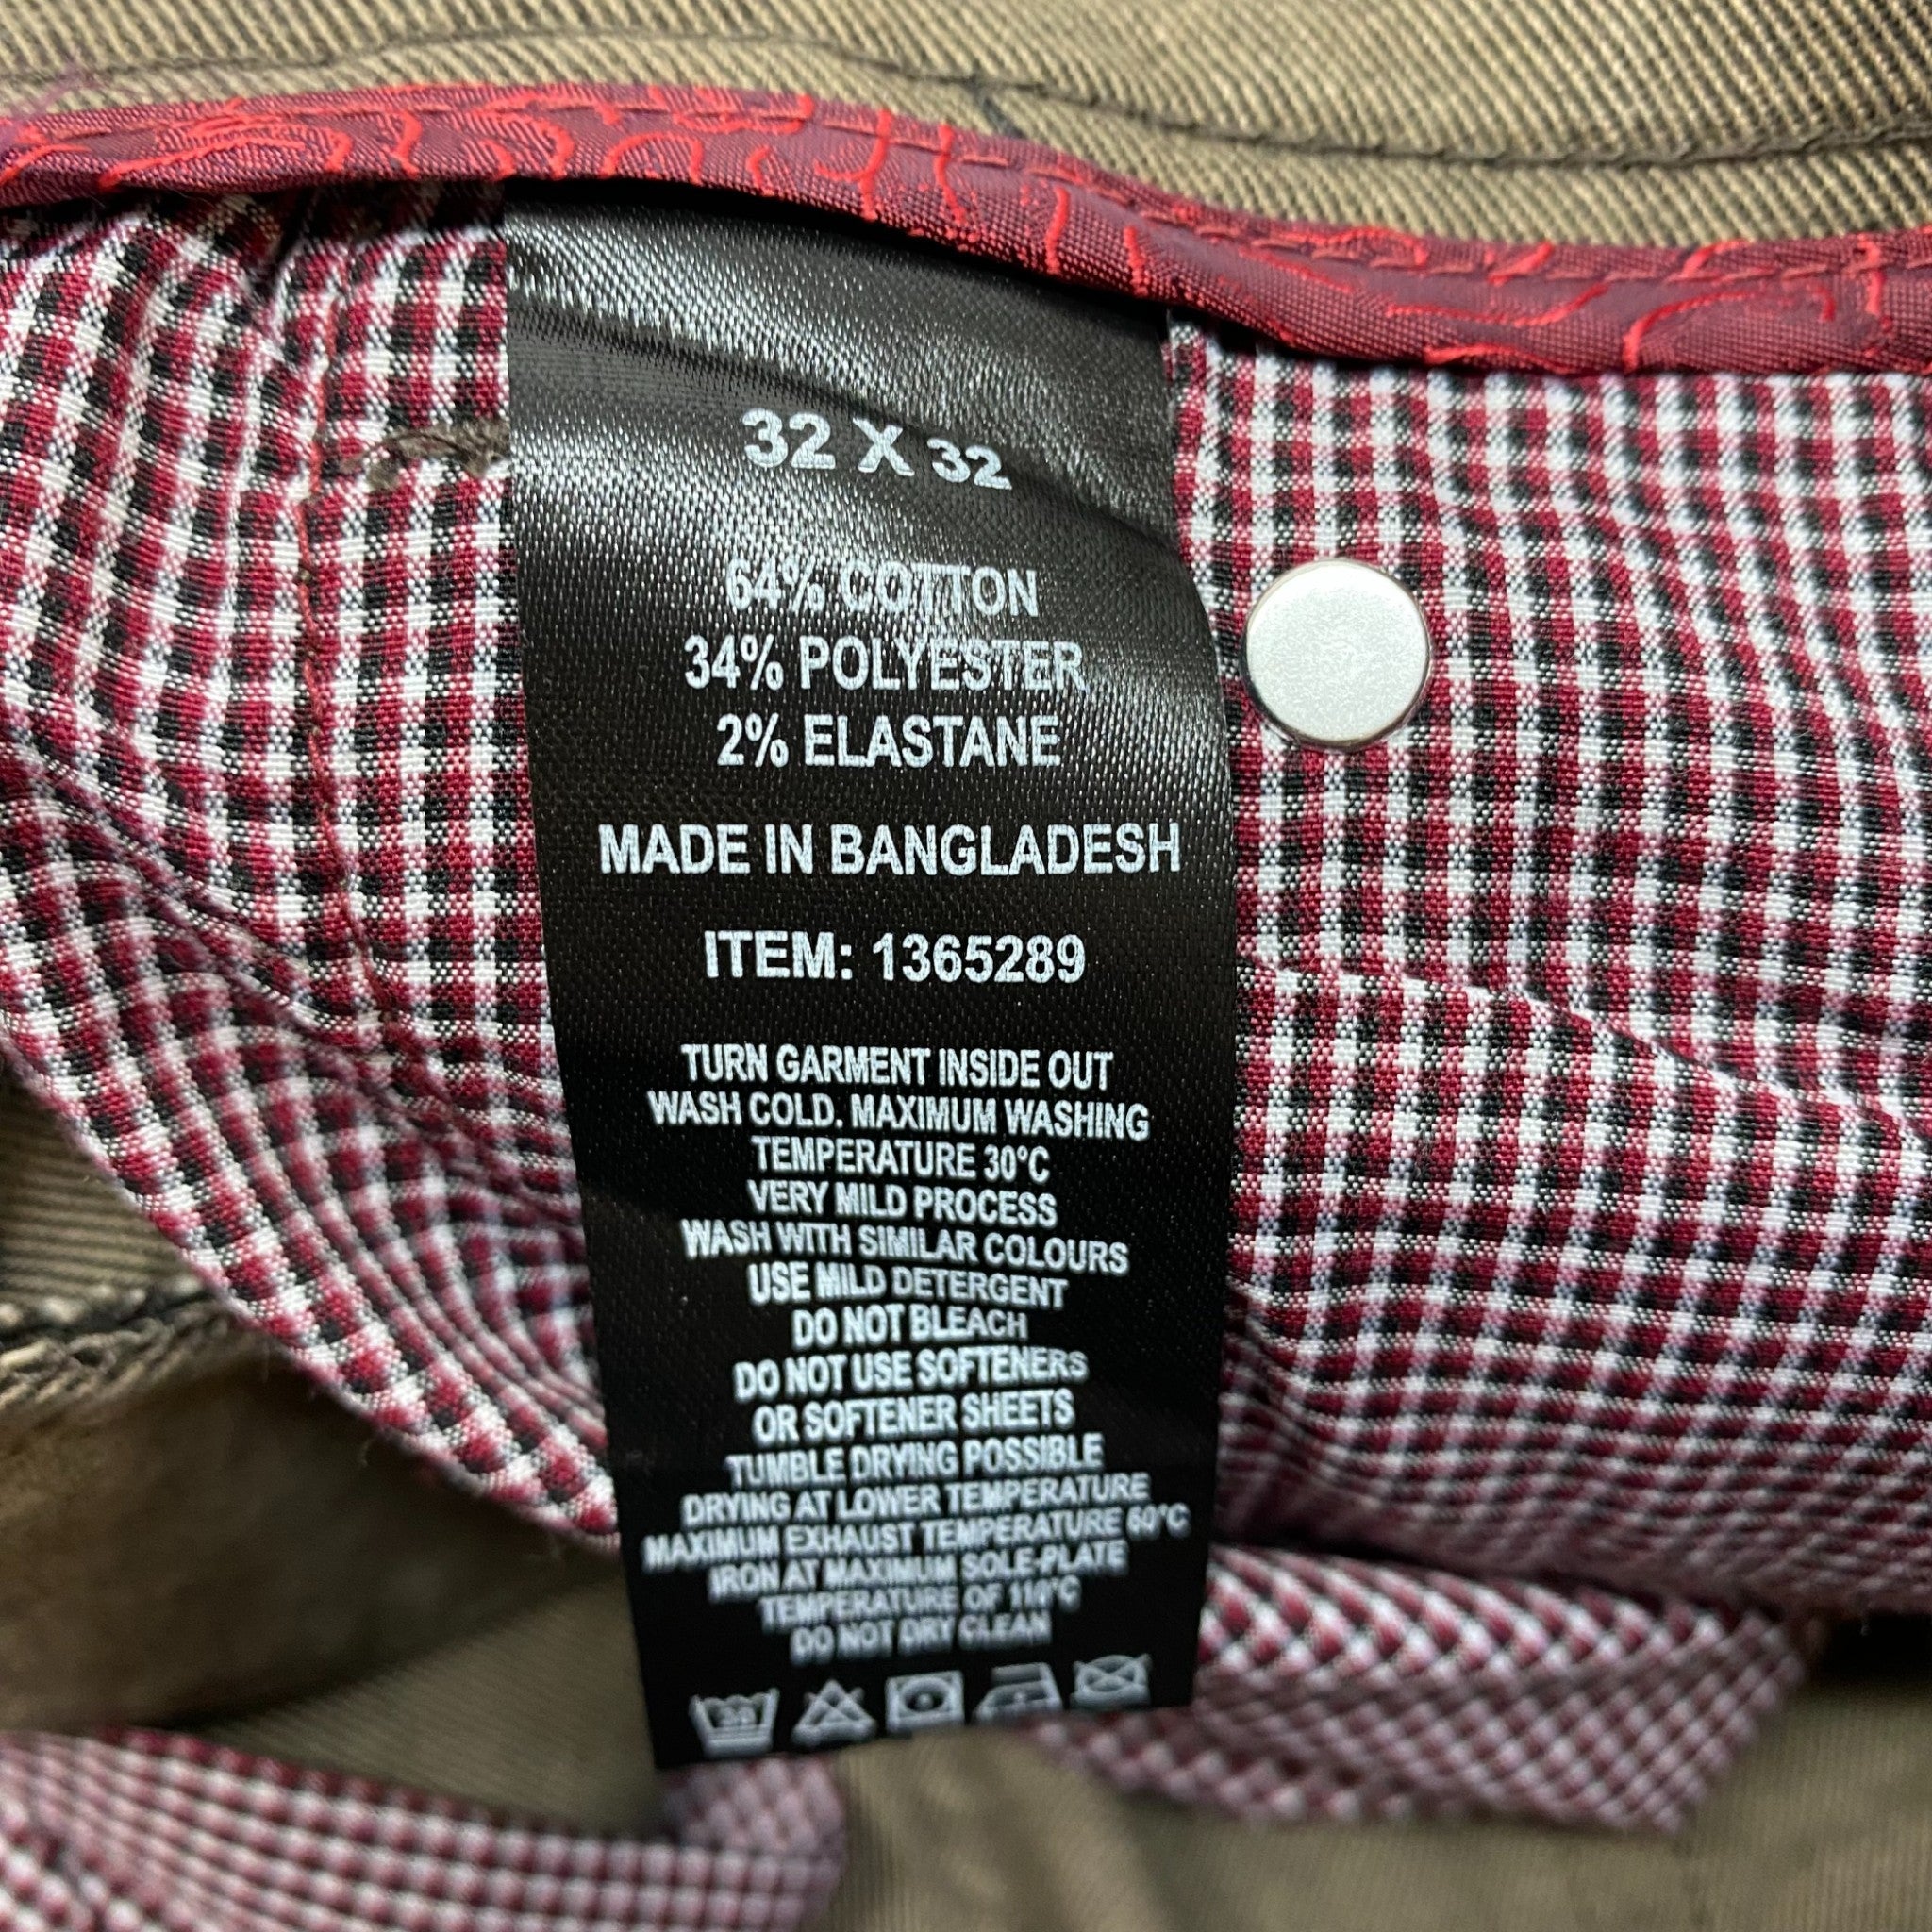 32 X 32
64% COTTON
34% POLYESTER
2% ELASTANE
MADE IN BANGLADESH
ITEM: 1365289
TURN GARMENT INSIDE OUT
WASH COLD. MAXIMUM WASHING
TEMPERATURE 30°C
VERY MILD PROCESS
WASH WITH SIMILAR COLOURS
USE MILD DETERGENT
DO NOT BLEACH
DO NOT USE SOFTENERS
OR SOFTENER SHEETS
TUMBLE DRYING POSSIBLE
DRYING AT LOWER TEMPERATURE
MAXIMUM EXHAUST TEMPERATURE 60°C
IRON AT MAXIMUM SOLE-PLATE
TEMPERATURE OF 110°C
DO NOT DRY CLEAN
30